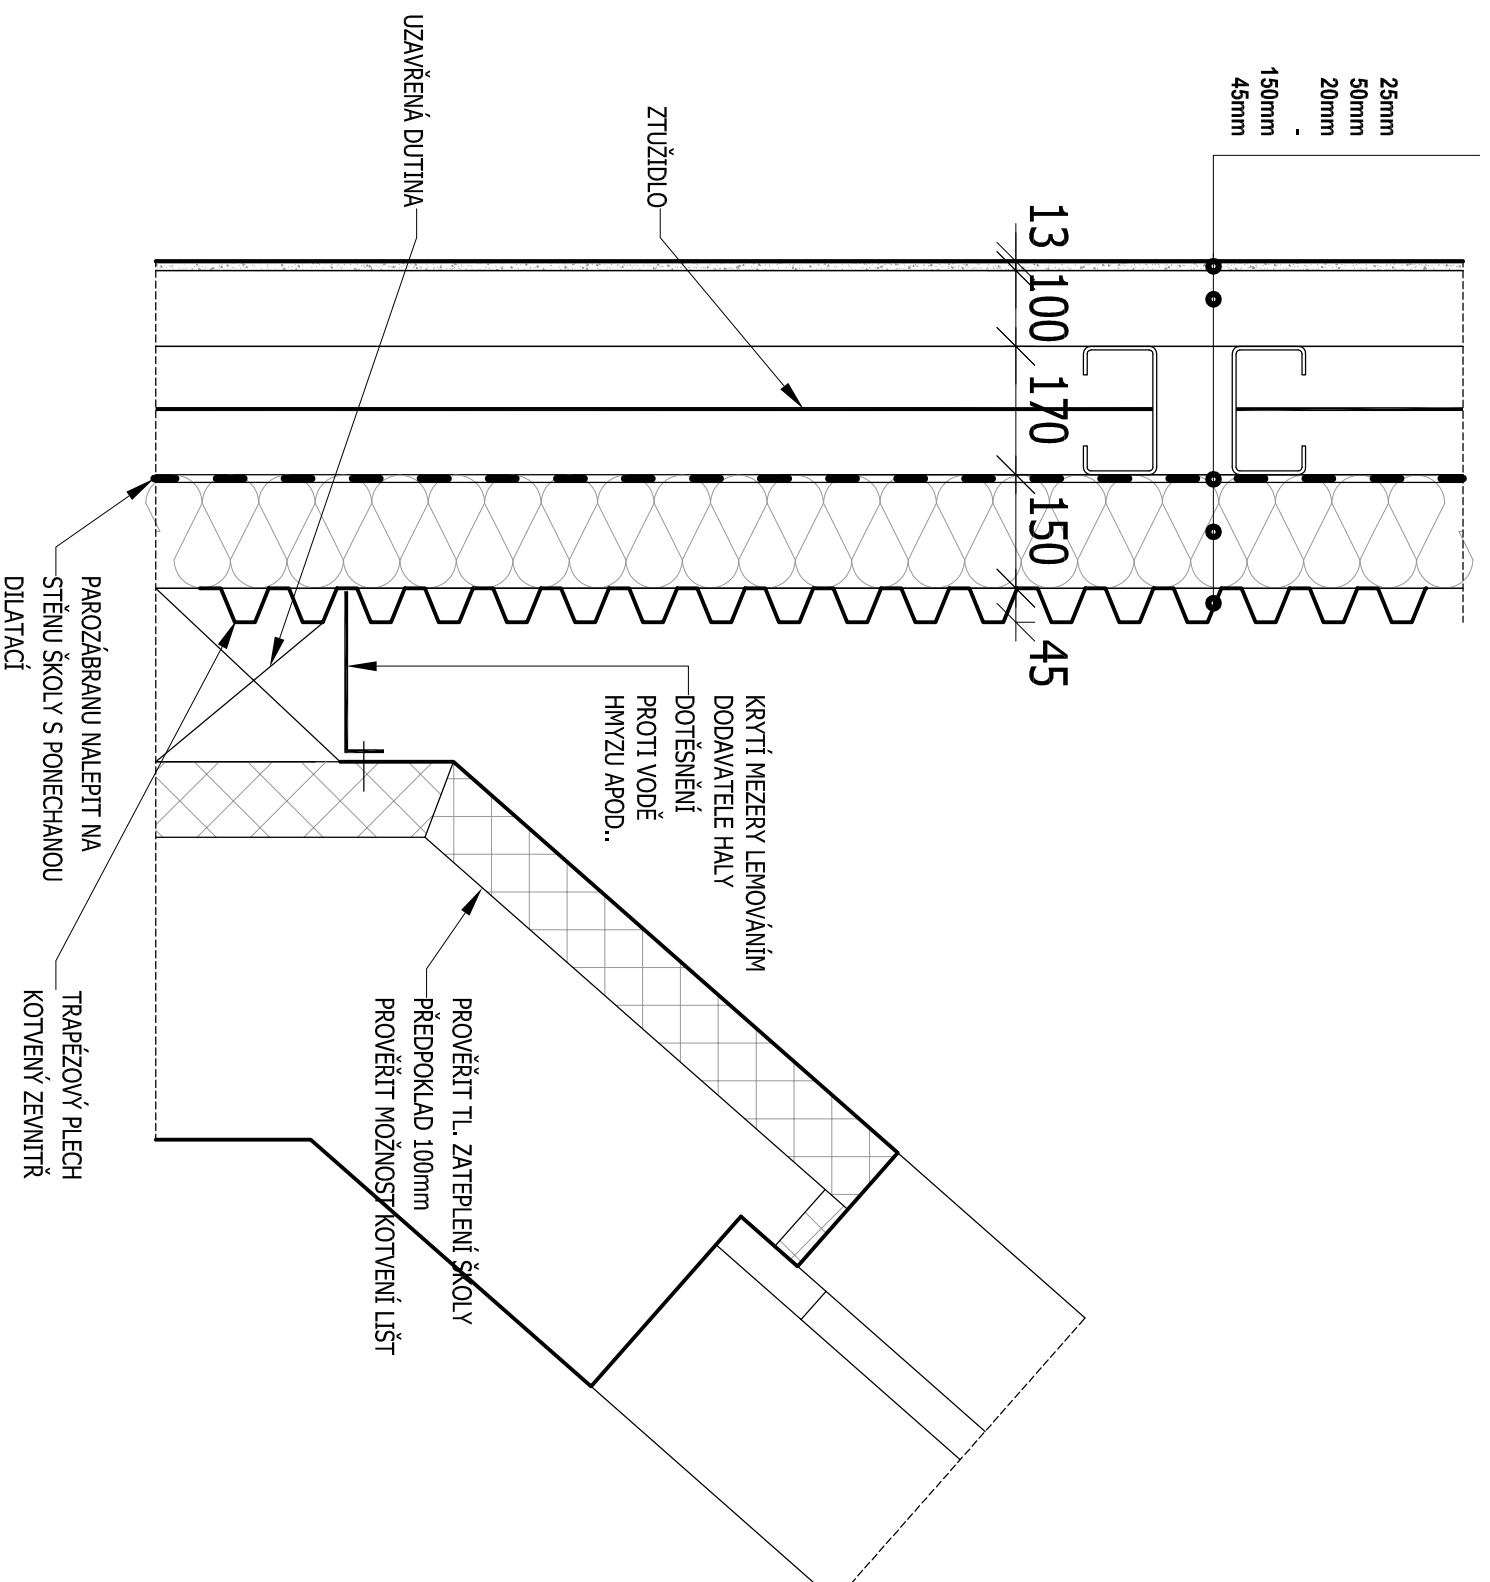 25mm
50mm
20mm
-
150mm
45mm
UZAVŘENÁ DUTINA
ZTUŽIDLO
13
100
170
150
45
KRYTÍ MEZERY LEMOVÁNÍM
DODAVATELE HALY
DOTĚSNĚNÍ
PROTI VODĚ
HMYZU APOD..
PAROZÁBRANU NALEPIT NA
STĚNU ŠKOLY S PONECHANOU
DILATACÍ
PROVĚŘIT TL. ZATEPLENÍ ŠKOLY
PŘEDPOKLAD 100mm
PROVĚŘIT MOŽNOST KOTVENÍ LIŠT
TRAPÉZOVÝ PLECH
KOTVENÝ ZEVNITŘ